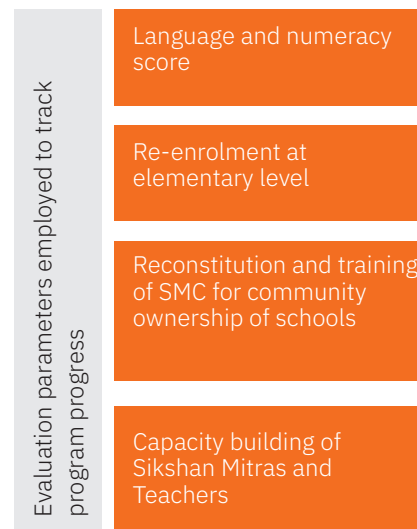 Evaluation parameters employed to track
program progress
Language and numeracy
score
Re-enrolment at
elementary level
Reconstitution and training
of SMC for community
ownership of schools
Capacity building of
Sikshan Mitras and
Teachers